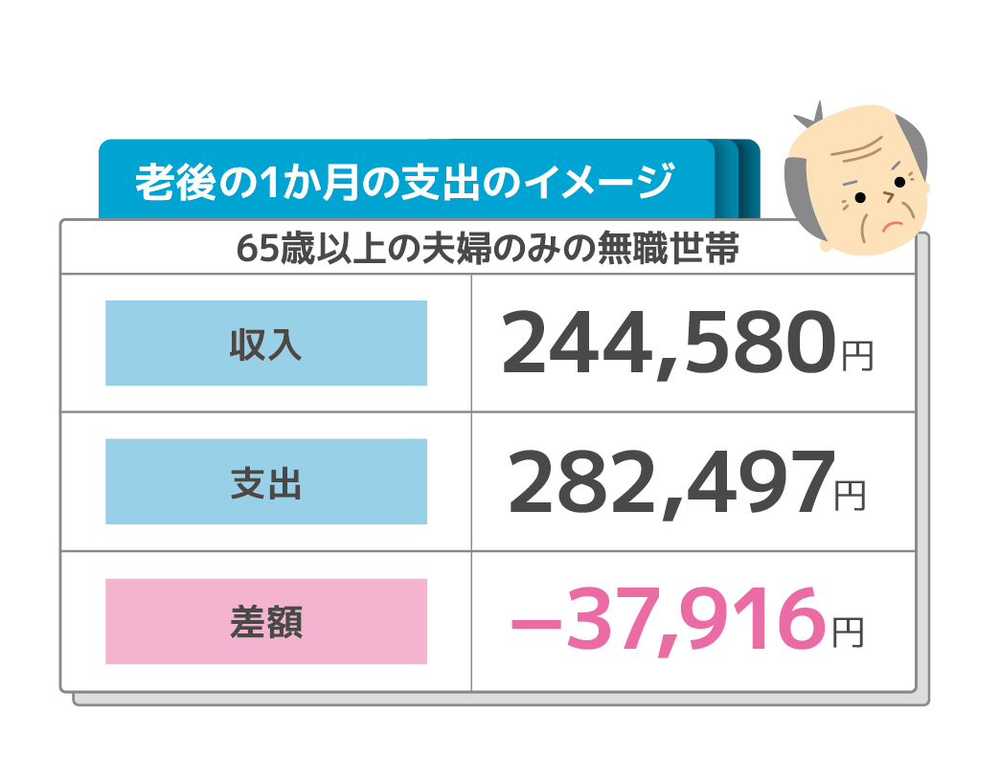 老後の1か月の支出のイメージ
65歳以上の夫婦のみの無職世帯
収入 244,580円
支出 282,497円
差額 −37,916円